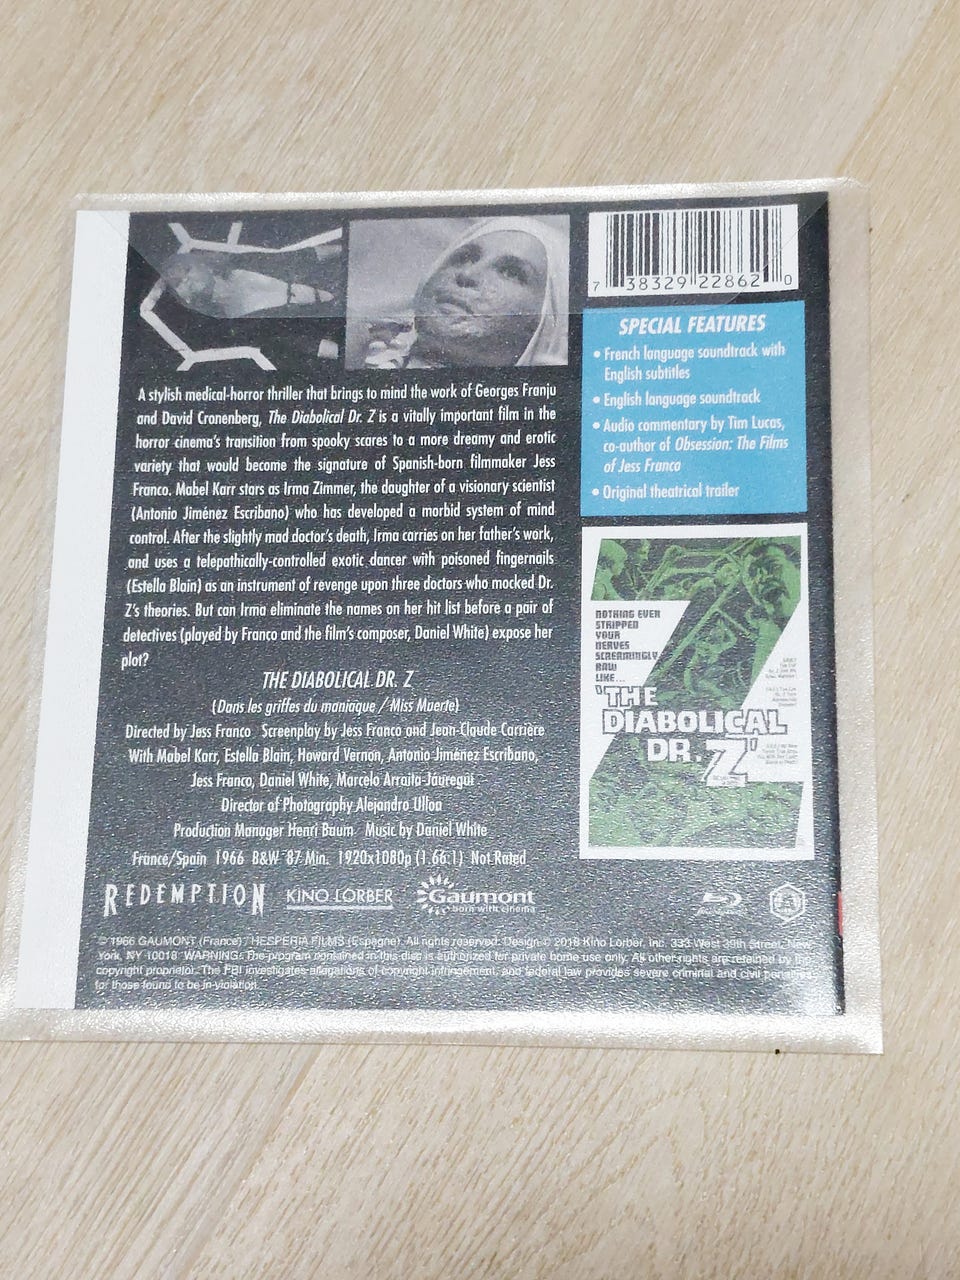 A stylish medical-horror thriller that brings to mind the work of Georges Franju
and David Cronenberg, The Diabolical Dr. Z is a vitally important film in the
horror cinema's transition from spooky scares to a more dreamy and erotic
variety that would become the signature of Spanish-born filmmaker Jess
Franco. Mabel Karr stars as Irma Zimmer, the daughter of a visionary scientist
(Antonio Jiménez Escribano) who has developed a morbid system of mind
control. After the slightly mad doctor's death, Irma carries on her father's work,
and uses a telepathically-controlled exotic dancer with poisoned fingernails
(Estella Blain) as an instrument of revenge upon three doctors who mocked Dr.
Z's theories. But can Irma eliminate the names on her hit list before a pair of
detectives (played by Franco and the film's composer, Daniel White) expose her
plot?
THE DIABOLICAL DR. Z
(Dans les griffes du maniaque / Miss Muerte)
Directed by Jess Franco Screenplay by Jess Franco and Jean-Claude Carrière
With Mabel Karr, Estella Blain, Howard Vernon, Antonio Jiménez Escribano,
Jess Franco, Daniel White, Marcelo Arroita-Jáuregui
Director of Photography Alejandro Ulloa
Production Manager Henri Baum Music by Daniel White
France/Spain 1966 B&W 87 Min. 1920x1080p (1.66:1) Not Rated
REDEMPTION KINO LORBER Gaumont
born with cinema
7 38329 22862 0
SPECIAL FEATURES
• French language soundtrack with
English subtitles
• English language soundtrack
• Audio commentary by Tim Lucas,
co-author of Obsession: The Films
of Jess Franco
• Original theatrical trailer
NOTHING EVER
STRIPPED
YOUR
NERVES
SCREAMINGLY
RAW
LIKE...
'THE
DIABOLICAL
DR. Z'
© 1966 GAUMONT (France) / HESPERIA FILMS (Espagne). All rights reserved. Design © 2018 Kino Lorber, Inc. 333 West 39th Street, New
York, NY 10018 WARNING: The program contained in this disc is authorized for private home use only. All other rights are retained by the
copyright proprietor. The FBI investigates allegations of copyright infringement, and federal law provides severe criminal and civil penalties
for those found to be in violation.